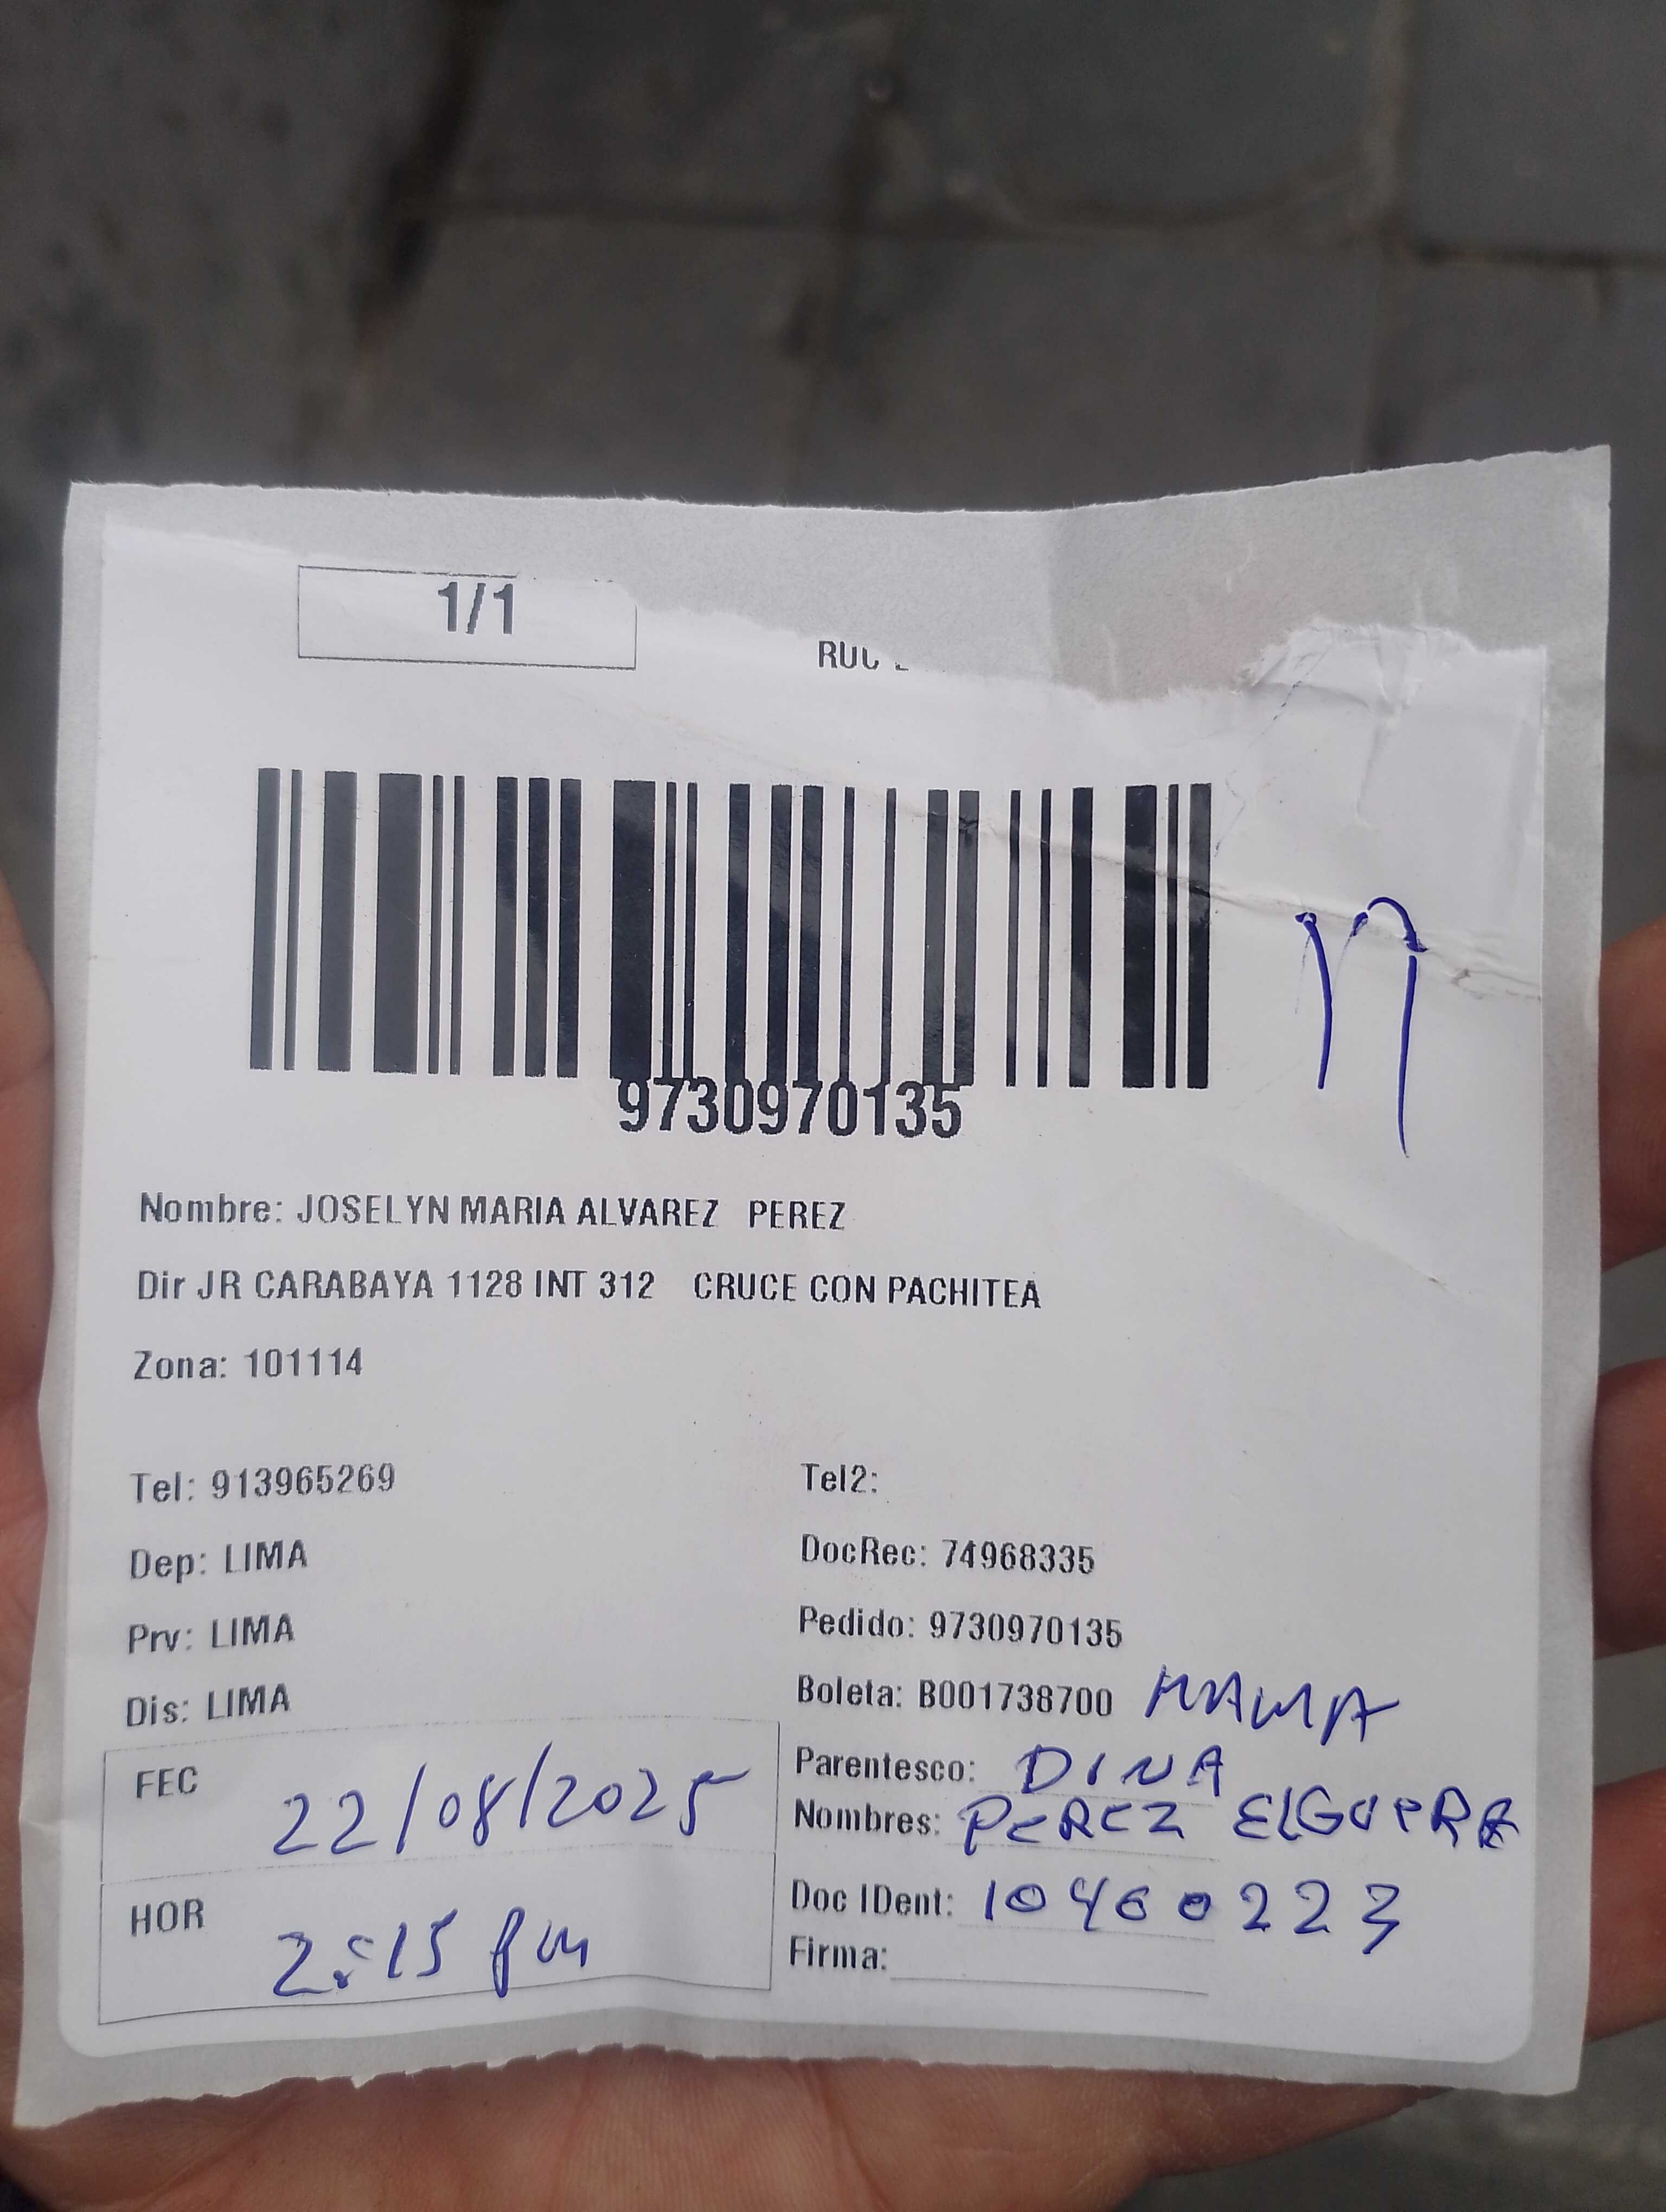 1/1
RUC
9730970135
17
Nombre: JOSELYN MARIA ALVAREZ PEREZ
Dir JR CARABAYA 1128 INT 312 CRUCE CON PACHITEA
Zona: 101114
Tel: 913965269 Tel2:
Dep: LIMA DocRec: 74968335
Prv: LIMA Pedido: 9730970135
Dis: LIMA Boleta: B001738700 MAMA
FEC 22/08/2025 Parentesco: DINA
Nombres: PEREZ ELGUERA
HOR 2:15 pm Doc IDent: 10460223
Firma: